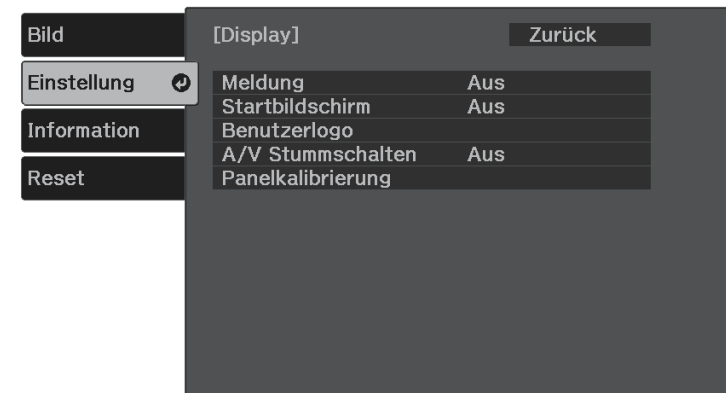 Bild
Einstellung
Information
Reset
[Display] Zurück
Meldung Aus
Startbildschirm Aus
Benutzerlogo
A/V Stummschalten Aus
Panelkalibrierung